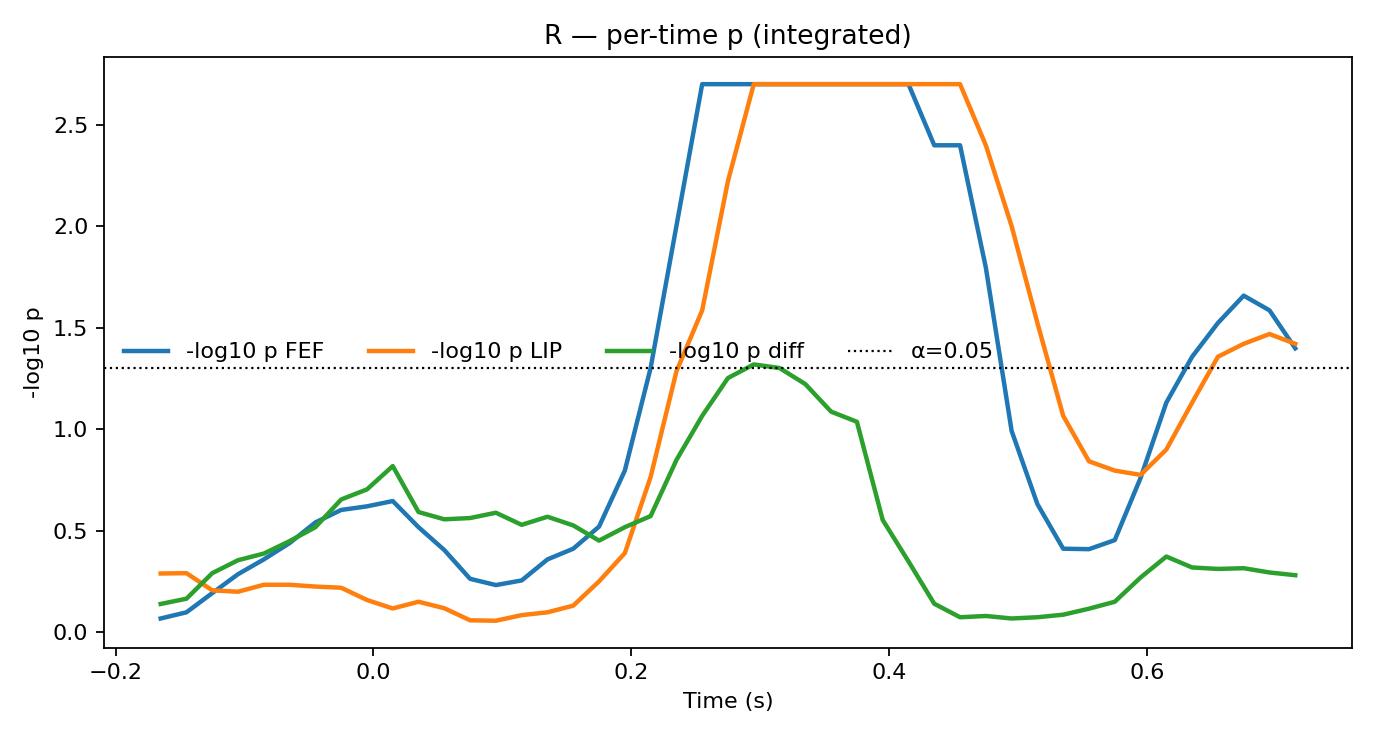 R — per-time p (integrated)
-log10 p
2.5
2.0
1.5
1.0
0.5
0.0
-log10 p FEF
-log10 p LIP
-log10 p diff
α=0.05
−0.2
0.0
0.2
0.4
0.6
Time (s)